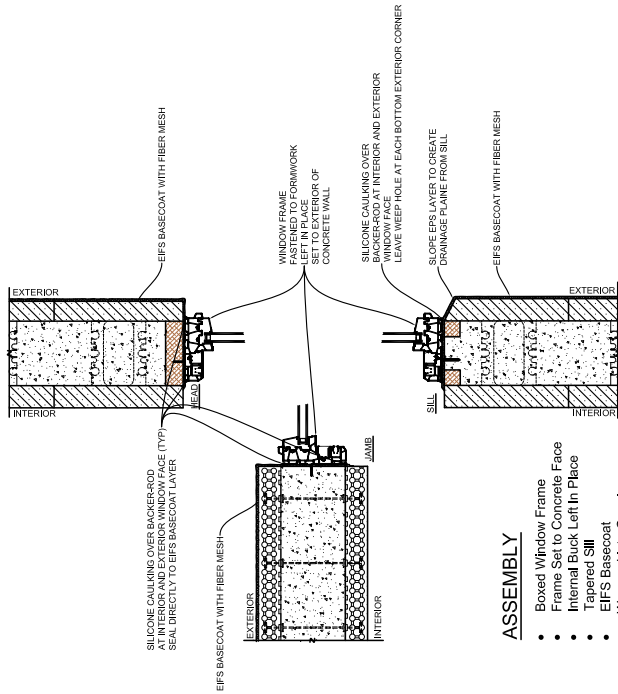 EIFS BASECOAT WITH FIBER MESH
EXTERIOR
INTERIOR
HEAD
SILICONE CAULKING OVER BACKER-ROD
AT INTERIOR AND EXTERIOR WINDOW FACE (TYP)
SEAL DIRECTLY TO EIFS BASECOAT LAYER
WINDOW FRAME
FASTENED TO FORMWORK
LEFT IN PLACE
SET TO EXTERIOR OF
CONCRETE WALL
SILICONE CAULKING OVER
BACKER-ROD AT INTERIOR AND EXTERIOR
WINDOW FACE
LEAVE WEEP HOLE AT EACH BOTTOM EXTERIOR CORNER
SLOPE EPS LAYER TO CREATE
DRAINAGE PLAINE FROM SILL
EIFS BASECOAT WITH FIBER MESH
EIFS BASECOAT WITH FIBER MESH
EXTERIOR
INTERIOR
JAMB
SILL
EXTERIOR
INTERIOR
ASSEMBLY
• Boxed Window Frame
• Frame Set to Concrete Face
• Internal Buck Left In Place
• Tapered Sill
• EIFS Basecoat